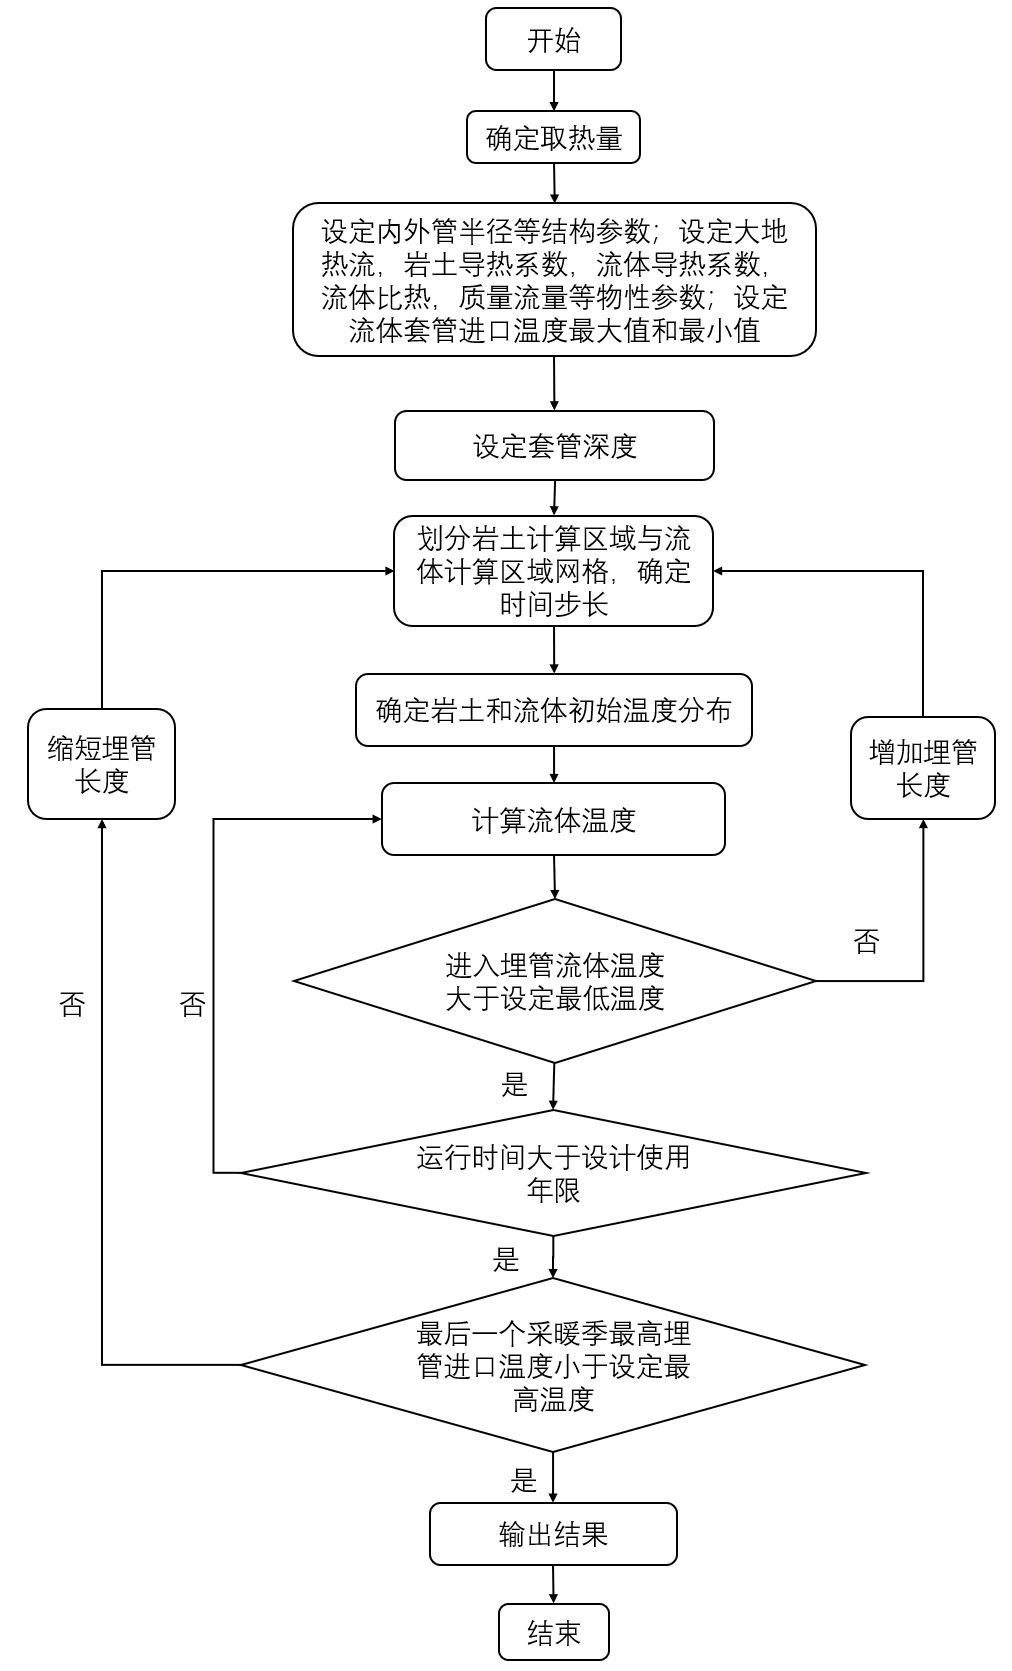 开始
确定取热量
设定内外管半径等结构参数；设定大地
热流，岩土导热系数，流体导热系数，
流体比热，质量流量等物性参数；设定
流体套管进口温度最大值和最小值
设定套管深度
划分岩土计算区域与流
体计算区域网格，确定
时间步长
确定岩土和流体初始温度分布
缩短埋管
长度
增加埋管
长度
计算流体温度
进入埋管流体温度
大于设定最低温度
否
否
否
是
运行时间大于设计使用
年限
是
最后一个采暖季最高埋
管进口温度小于设定最
高温度
是
输出结果
结束